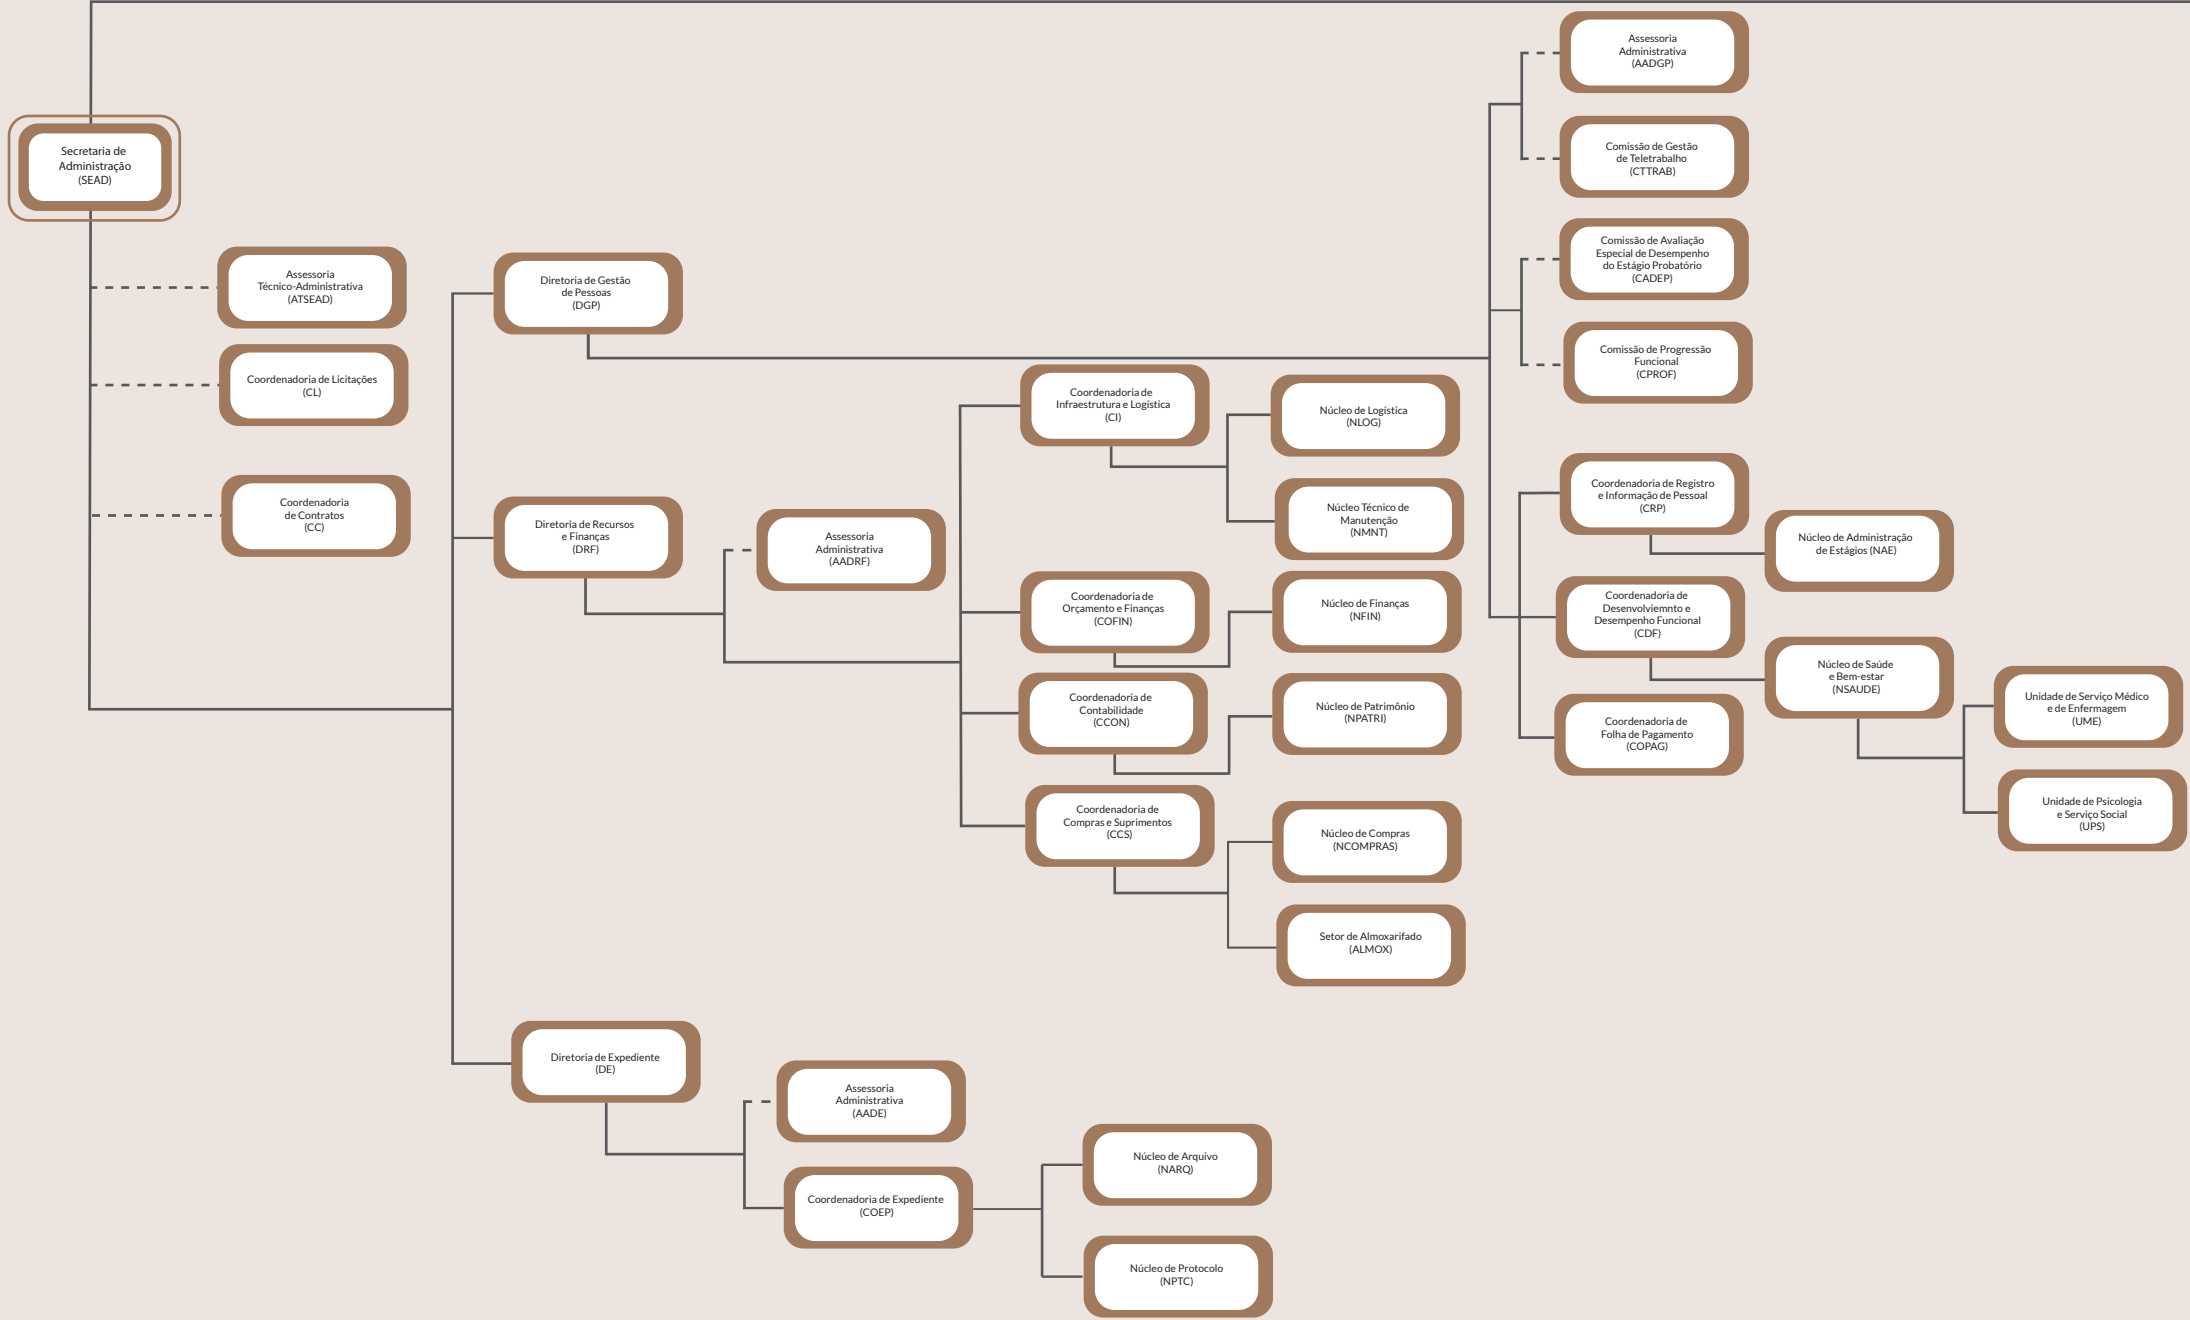 Secretaria de
Administração
(SEAD)
Assessoria
Técnico-Administrativa
(ATSEAD)
Coordenadoria de Licitações
(CL)
Coordenadoria
de Contratos
(CC)
Diretoria de Gestão
de Pessoas
(DGP)
Assessoria
Administrativa
(AADGP)
Comissão de Gestão
de Teletrabalho
(CTTRAB)
Comissão de Avaliação
Especial de Desempenho
do Estágio Probatório
(CADEP)
Comissão de Progressão
Funcional
(CPROF)
Coordenadoria de Registro
e Informação de Pessoal
(CRP)
Núcleo de Administração
de Estágios (NAE)
Coordenadoria de
Desenvolviemnto e
Desempenho Funcional
(CDF)
Núcleo de Saúde
e Bem-estar
(NSAUDE)
Unidade de Serviço Médico
e de Enfermagem
(UME)
Unidade de Psicologia
e Serviço Social
(UPS)
Coordenadoria de
Folha de Pagamento
(COPAG)
Diretoria de Recursos
e Finanças
(DRF)
Assessoria
Administrativa
(AADRF)
Coordenadoria de
Infraestrutura e Logística
(CI)
Núcleo de Logística
(NLOG)
Núcleo Técnico de
Manutenção
(NMNT)
Coordenadoria de
Orçamento e Finanças
(COFIN)
Núcleo de Finanças
(NFIN)
Coordenadoria de
Contabilidade
(CCON)
Núcleo de Patrimônio
(NPATRI)
Coordenadoria de
Compras e Suprimentos
(CCS)
Núcleo de Compras
(NCOMPRAS)
Setor de Almoxarifado
(ALMOX)
Diretoria de Expediente
(DE)
Assessoria
Administrativa
(AADE)
Coordenadoria de Expediente
(COEP)
Núcleo de Arquivo
(NARQ)
Núcleo de Protocolo
(NPTC)